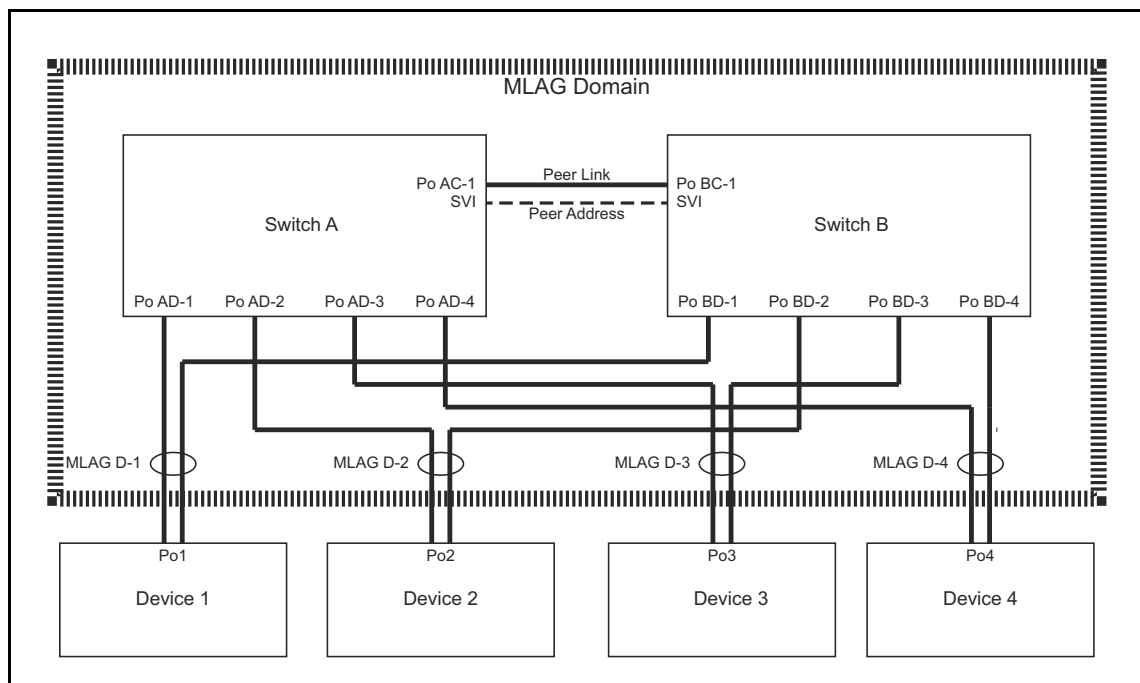 MLAG Domain
Po AC-1
Peer Link
Po BC-1
SVI
Peer Address
SVI
Switch A
Switch B
Po AD-1
Po AD-2
Po AD-3
Po AD-4
Po BD-1
Po BD-2
Po BD-3
Po BD-4
MLAG D-1
MLAG D-2
MLAG D-3
MLAG D-4
Po1
Po2
Po3
Po4
Device 1
Device 2
Device 3
Device 4